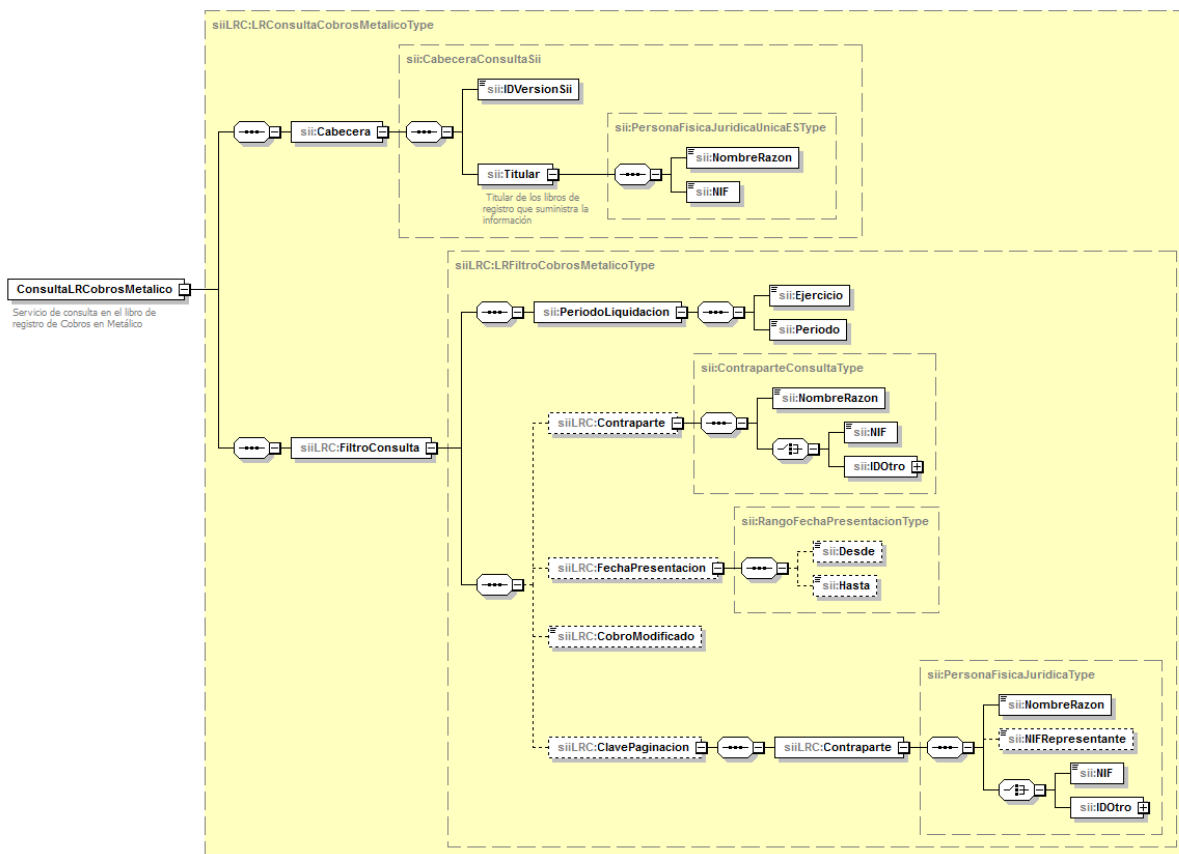 siiLRC:LRConsultaCobrosMetalicoType
sii:CabeceraConsultaSii
sii:IDVersionSii
sii:Cabecera
sii:PersonaFisicaJuridicaUnicaESType
sii:NombreRazon
sii:Titular
sii:NIF
Titular de los libros de
registro que suministra la
información
siiLRC:LRFiltroCobrosMetalicoType
ConsultaLRCobrosMetalico
Servicio de consulta en el libro de
registro de Cobros en Metálico
sii:Ejercicio
sii:PeriodoLiquidacion
sii:Periodo
sii:ContraparteConsultaType
sii:NombreRazon
siiLRC:Contraparte
sii:NIF
siiLRC:FiltroConsulta
sii:IDOtro
sii:RangoFechaPresentacionType
sii:Desde
siiLRC:FechaPresentacion
sii:Hasta
siiLRC:CobroModificado
sii:PersonaFisicaJuridicaType
sii:NombreRazon
sii:NIFRepresentante
siiLRC:ClavePaginacion
siiLRC:Contraparte
sii:NIF
sii:IDOtro